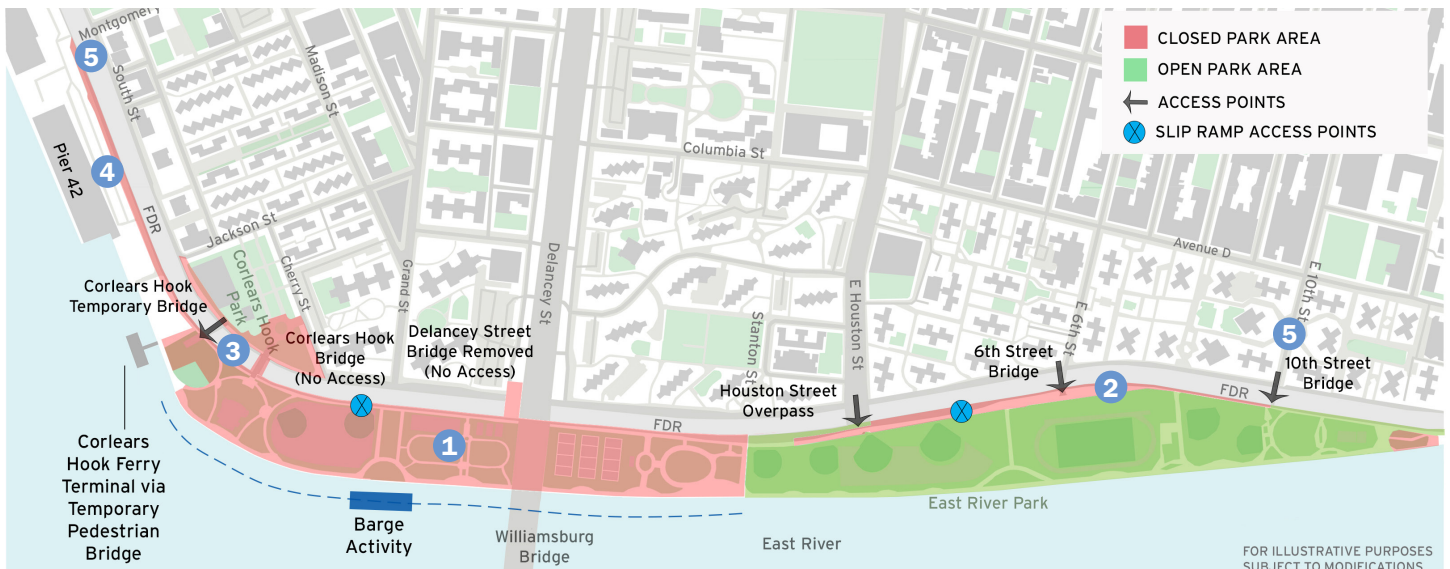 Montgomery
5
South St
Madison St
Pier 42
4
FDR
Jackson St
Corlears Hook
Park
Cherry St
Corlears Hook
Temporary Bridge
3
Corlears Hook
Bridge
(No Access)
Grand St
Delancey Street
Bridge Removed
(No Access)
Delancey St
Columbia St
Stanton St
E Houston St
Houston Street
Overpass
FDR
1
Corlears
Hook Ferry
Terminal via
Temporary
Pedestrian
Bridge
Barge
Activity
Williamsburg
Bridge
East River
East River Park
6th Street
Bridge
E 6th St
2
Avenue D
E 10th St
5
10th Street
Bridge
FDR
CLOSED PARK AREA
OPEN PARK AREA
ACCESS POINTS
SLIP RAMP ACCESS POINTS
FOR ILLUSTRATIVE PURPOSES
SUBJECT TO MODIFICATIONS